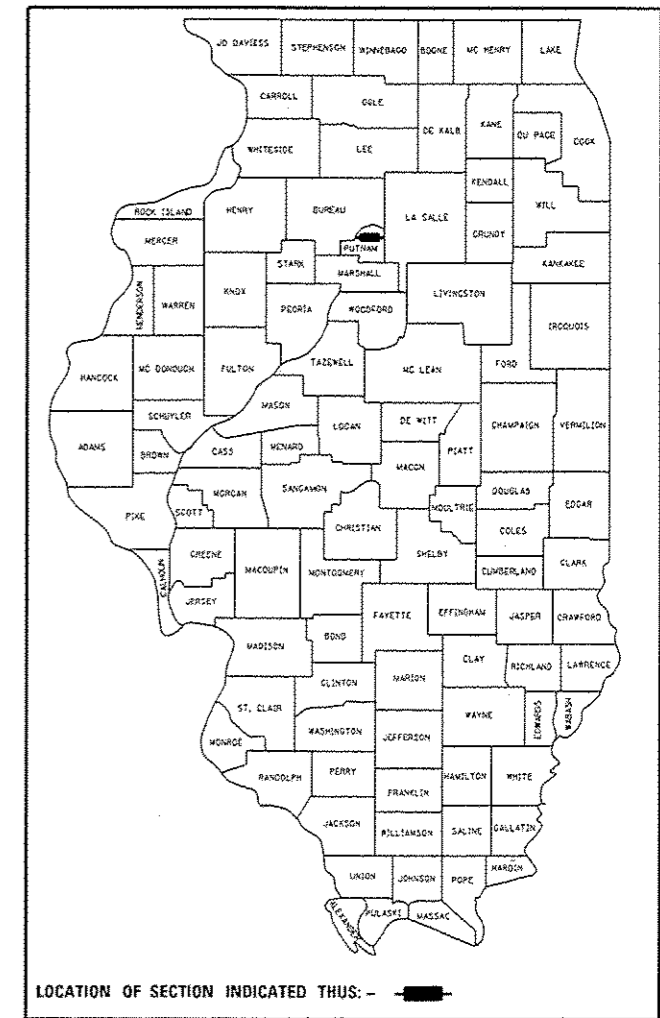 JO DAVIESS STEPHENSON WINNEBAGO BOONE MC HENRY LAKE
CARROLL OGLE
DE KALB KANE DU PAGE COOK
WHITESIDE LEE
KENDALL
ROCK ISLAND HENRY BUREAU LA SALLE WILL
GRUNDY
MERCER PUTNAM KANKAKEE
STARK MARSHALL
HENDERSON WARREN KNOX LIVINGSTON
PEORIA WOODFORD IROQUOIS
TAZEWELL FORD
HANCOCK MC DONOUGH FULTON MC LEAN
MASON
SCHUYLER LOGAN DE WITT CHAMPAIGN VERMILION
ADAMS BROWN CASS MENARD PIATT
MACON
MORGAN SANGAMON DOUGLAS EDGAR
PIKE SCOTT MOULTRIE
CHRISTIAN COLES
GREENE SHELBY
CALHOUN MACOUPIN MONTGOMERY CUMBERLAND CLARK
JERSEY
FAYETTE EFFINGHAM JASPER CRAWFORD
MADISON BOND
CLAY RICHLAND LAWRENCE
CLINTON MARION
ST. CLAIR WAYNE EDWARDS WABASH
WASHINGTON JEFFERSON
MONROE
RANDOLPH PERRY HAMILTON WHITE
FRANKLIN
JACKSON WILLIAMSON SALINE GALLATIN
HARDIN
UNION JOHNSON POPE
ALEXANDER PULASKI MASSAC
LOCATION OF SECTION INDICATED THUS: -